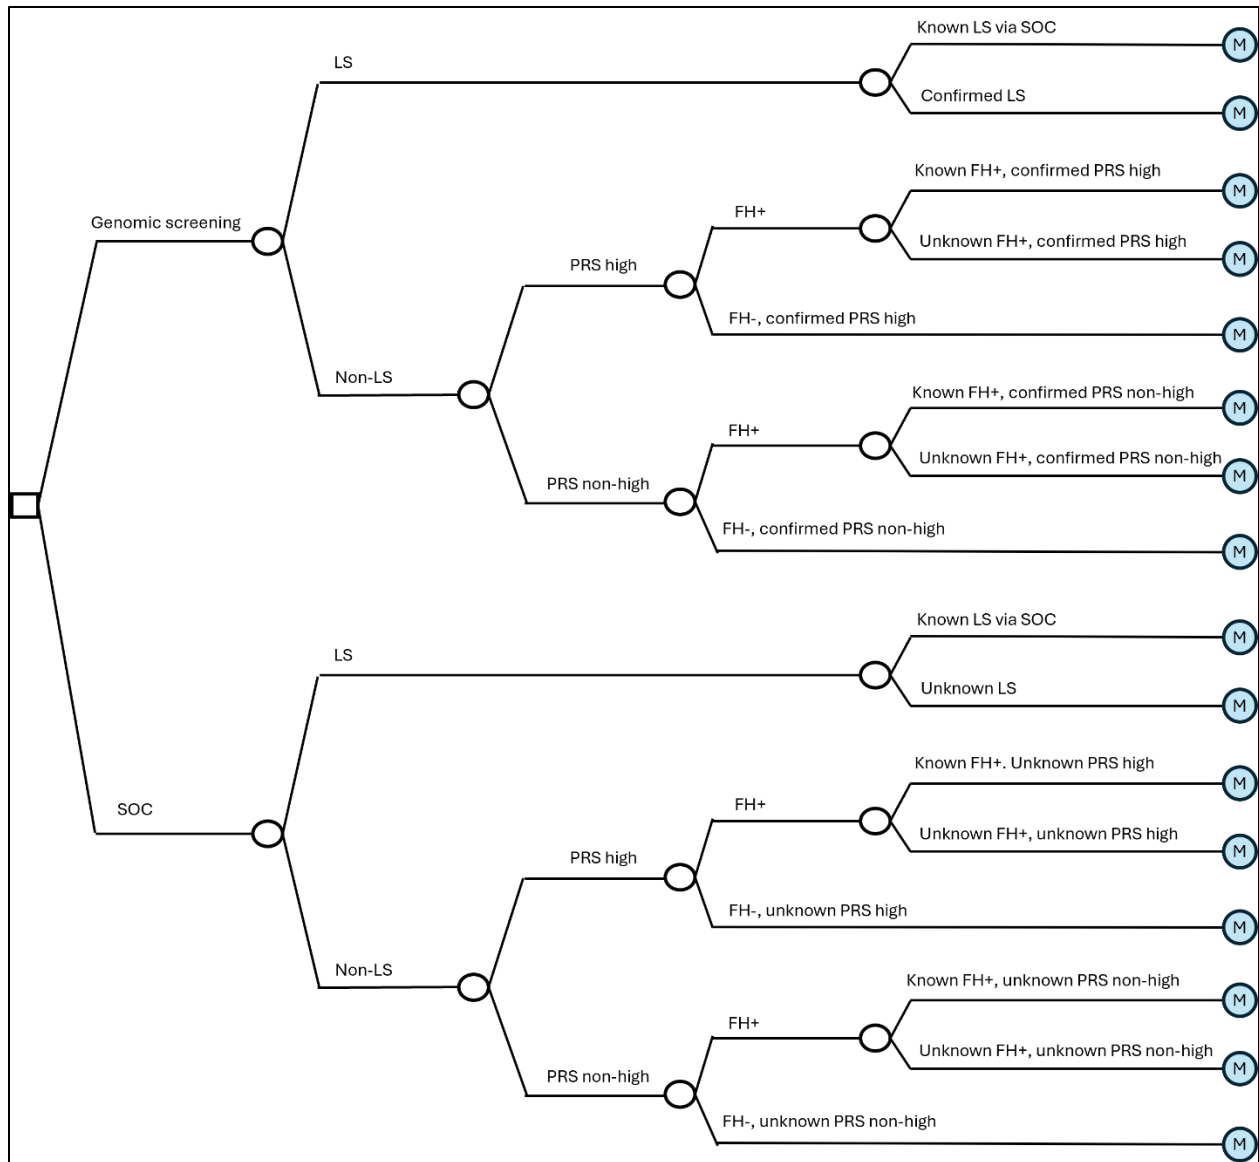 Known LS via SOC
M
LS
Confirmed LS
M
Known FH+, confirmed PRS high
M
FH+
Genomic screening
Unknown FH+, confirmed PRS high
M
PRS high
FH-, confirmed PRS high
M
Non-LS
Known FH+, confirmed PRS non-high
M
FH+
Unknown FH+, confirmed PRS non-high
M
PRS non-high
FH-, confirmed PRS non-high
M
Known LS via SOC
M
LS
Unknown LS
M
Known FH+. Unknown PRS high
M
FH+
SOC
Unknown FH+, unknown PRS high
M
PRS high
FH-, unknown PRS high
M
Non-LS
Known FH+, unknown PRS non-high
M
FH+
Unknown FH+, unknown PRS non-high
M
PRS non-high
FH-, unknown PRS non-high
M